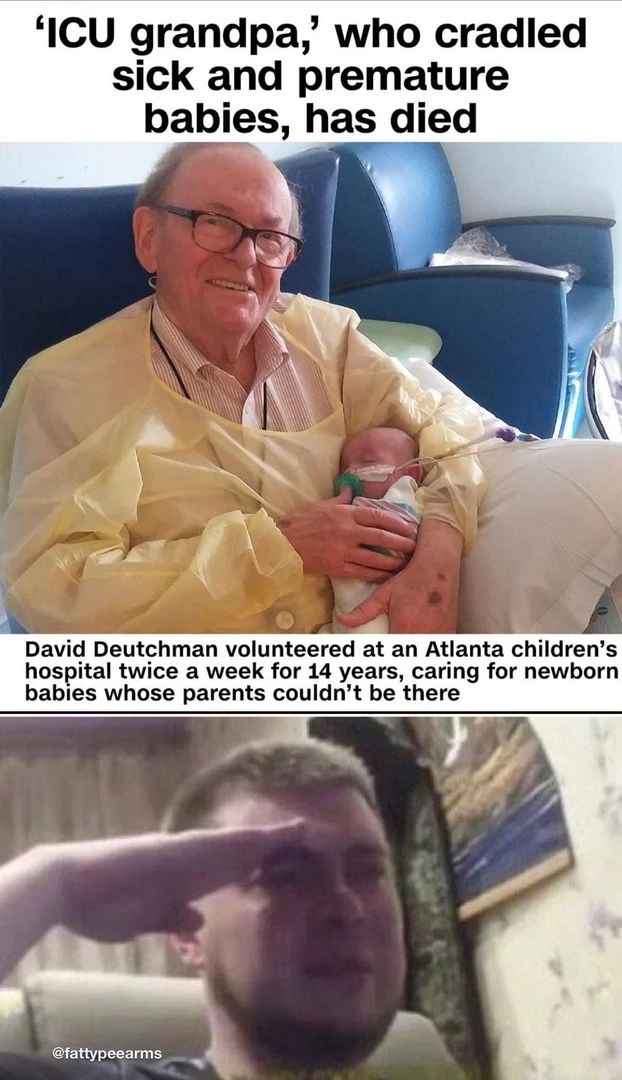 ‘ICU grandpa,’ who cradled
sick and premature
babies, has died
David Deutchman volunteered at an Atlanta children’s
hospital twice a week for 14 years, caring for newborn
babies whose parents couldn’t be there
@fattypeearms